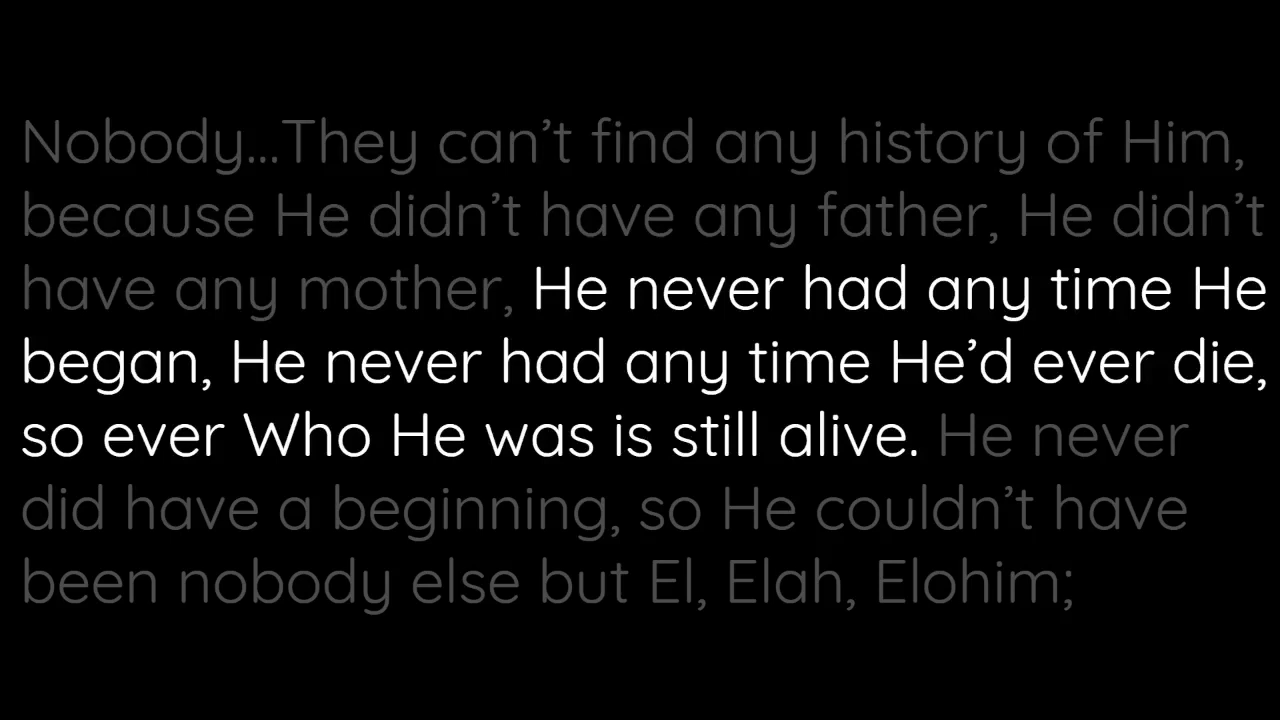 Nobody...They can’t find any history of Him,
because He didn’t have any father, He didn’t
have any mother, He never had any time He
began, He never had any time He’d ever die,
so ever Who He was is still alive. He never
did have a beginning, so He couldn’t have
been nobody else but El, Elah, Elohim;